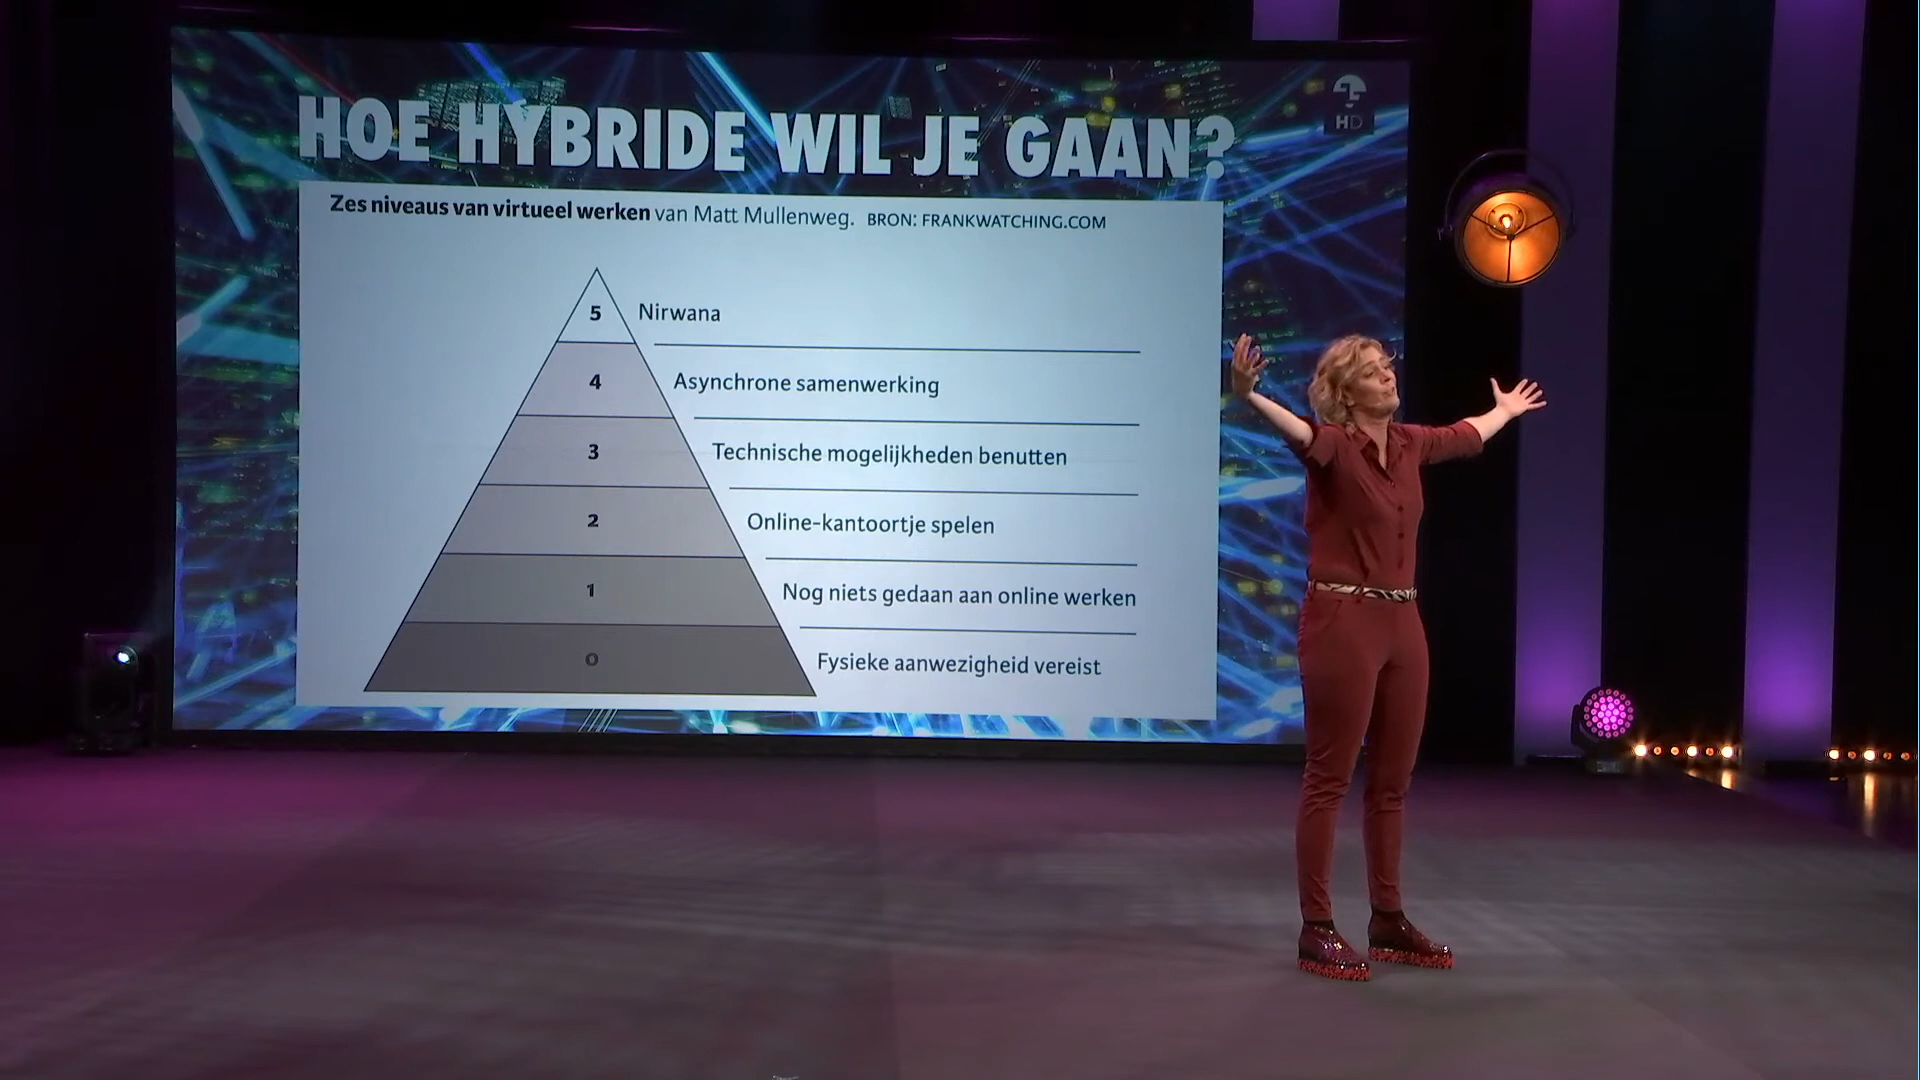 HD
HOE HYBRIDE WIL JE GAAN?
Zes niveaus van virtueel werken van Matt Mullenweg. BRON: FRANKWATCHING.COM
5 Nirwana
4 Asynchrone samenwerking
3 Technische mogelijkheden benutten
2 Online-kantoortje spelen
1 Nog niets gedaan aan online werken
0 Fysieke aanwezigheid vereist